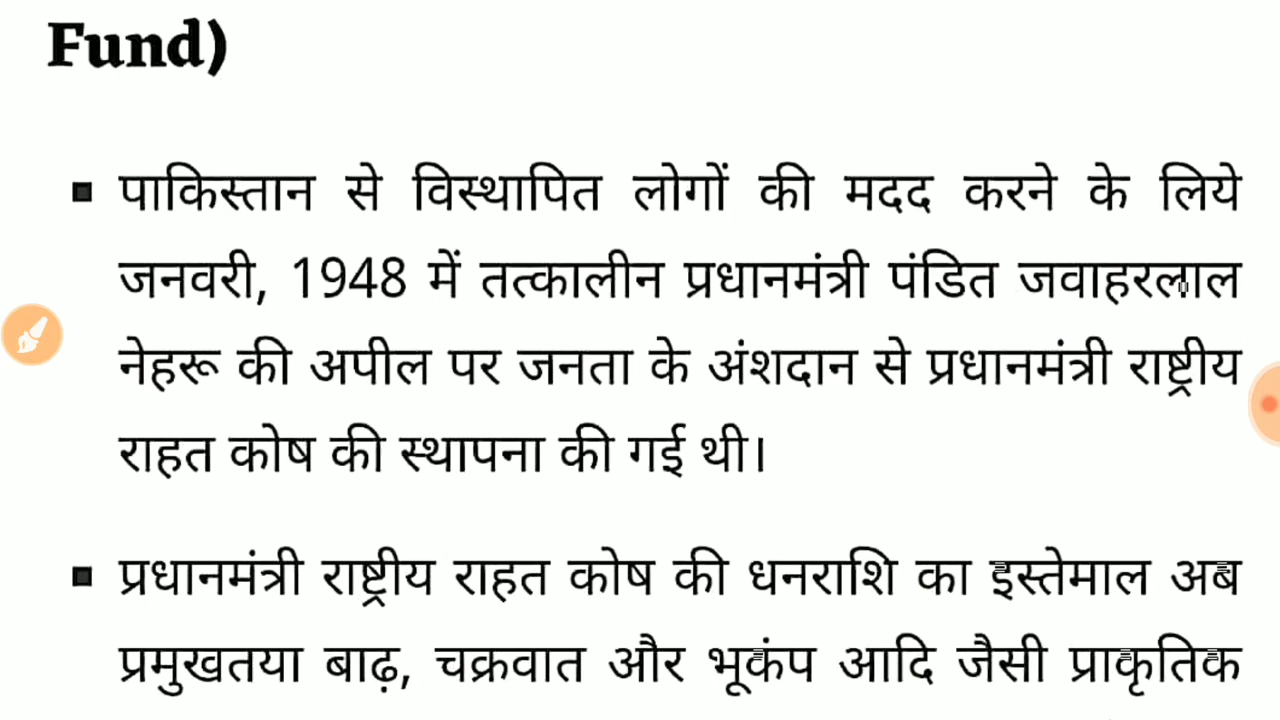 Fund)
▪ पाकिस्तान से विस्थापित लोगों की मदद करने के लिये
जनवरी, 1948 में तत्कालीन प्रधानमंत्री पंडित जवाहरलाल
नेहरू की अपील पर जनता के अंशदान से प्रधानमंत्री राष्ट्रीय
राहत कोष की स्थापना की गई थी।
▪ प्रधानमंत्री राष्ट्रीय राहत कोष की धनराशि का इस्तेमाल अब
प्रमुखतया बाढ़, चक्रवात और भूकंप आदि जैसी प्राकृतिक